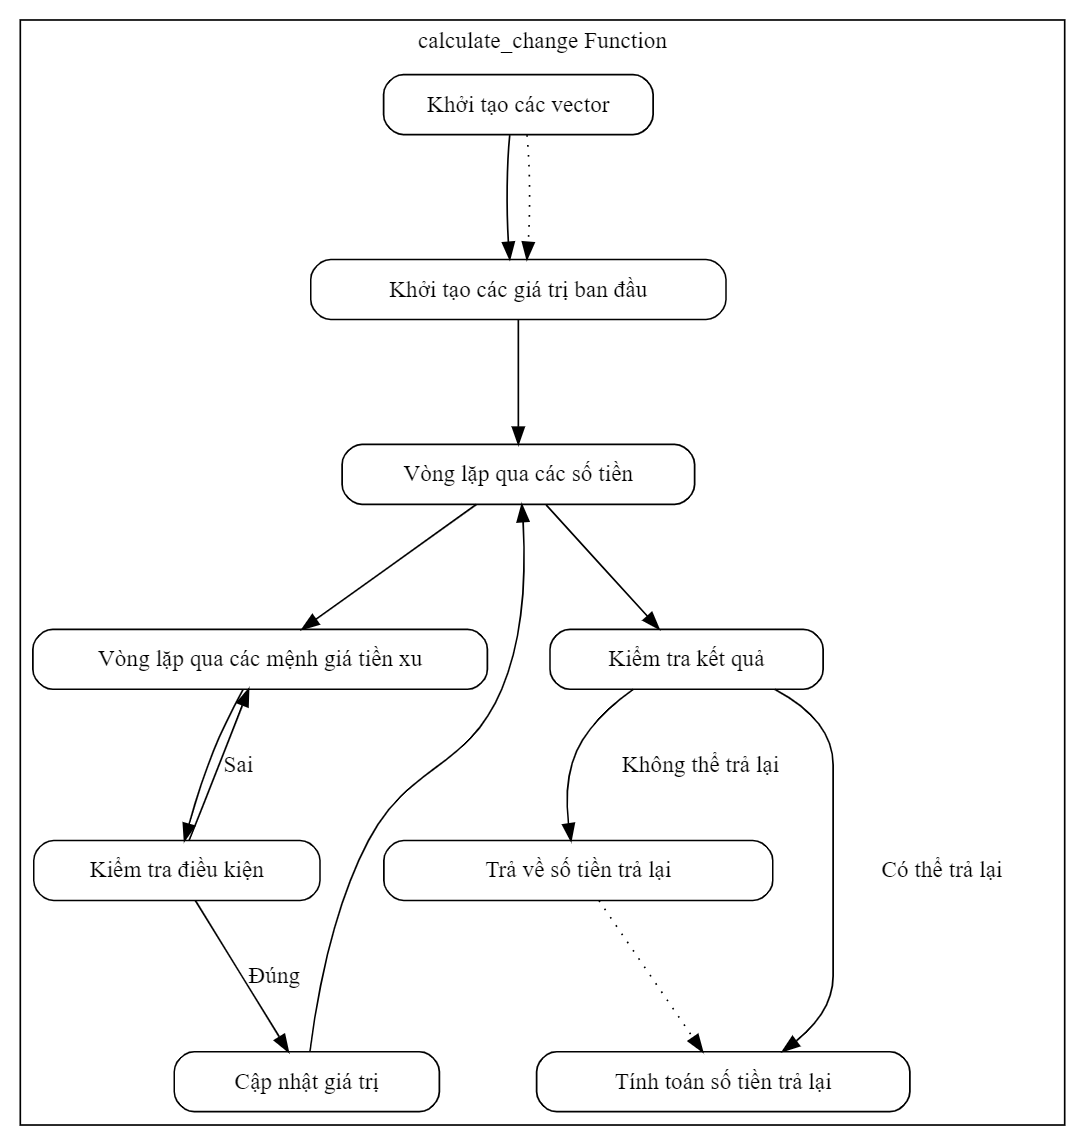 calculate_change Function
Khởi tạo các vector
Khởi tạo các giá trị ban đầu
Vòng lặp qua các số tiền
Vòng lặp qua các mệnh giá tiền xu
Kiểm tra kết quả
Sai
Không thể trả lại
Kiểm tra điều kiện
Trả về số tiền trả lại
Có thể trả lại
Đúng
Cập nhật giá trị
Tính toán số tiền trả lại